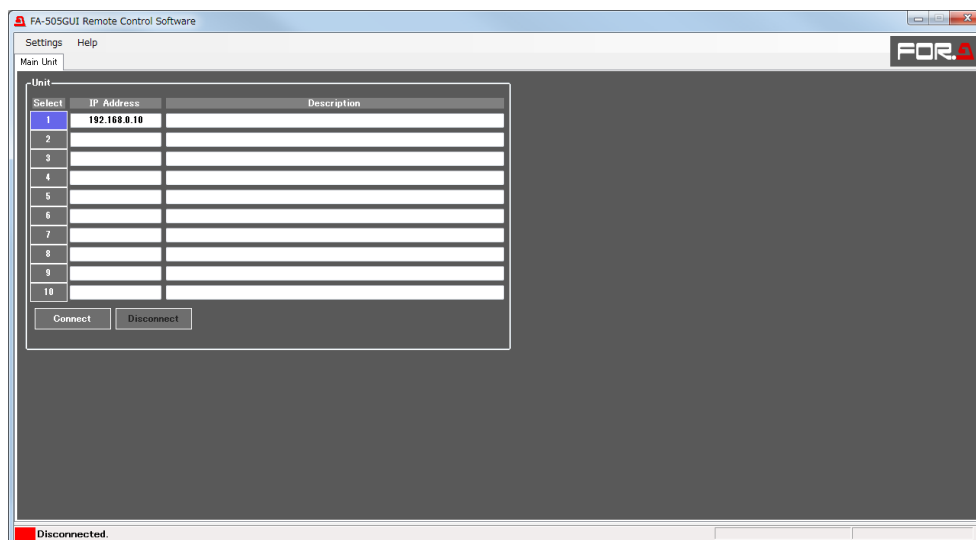 FA-505GUI Remote Control Software
Settings Help
FOR.A
Main Unit
Unit
Select IP Address Description
1 192.168.0.10
2
3
4
5
6
7
8
9
10
Connect Disconnect
Disconnected.